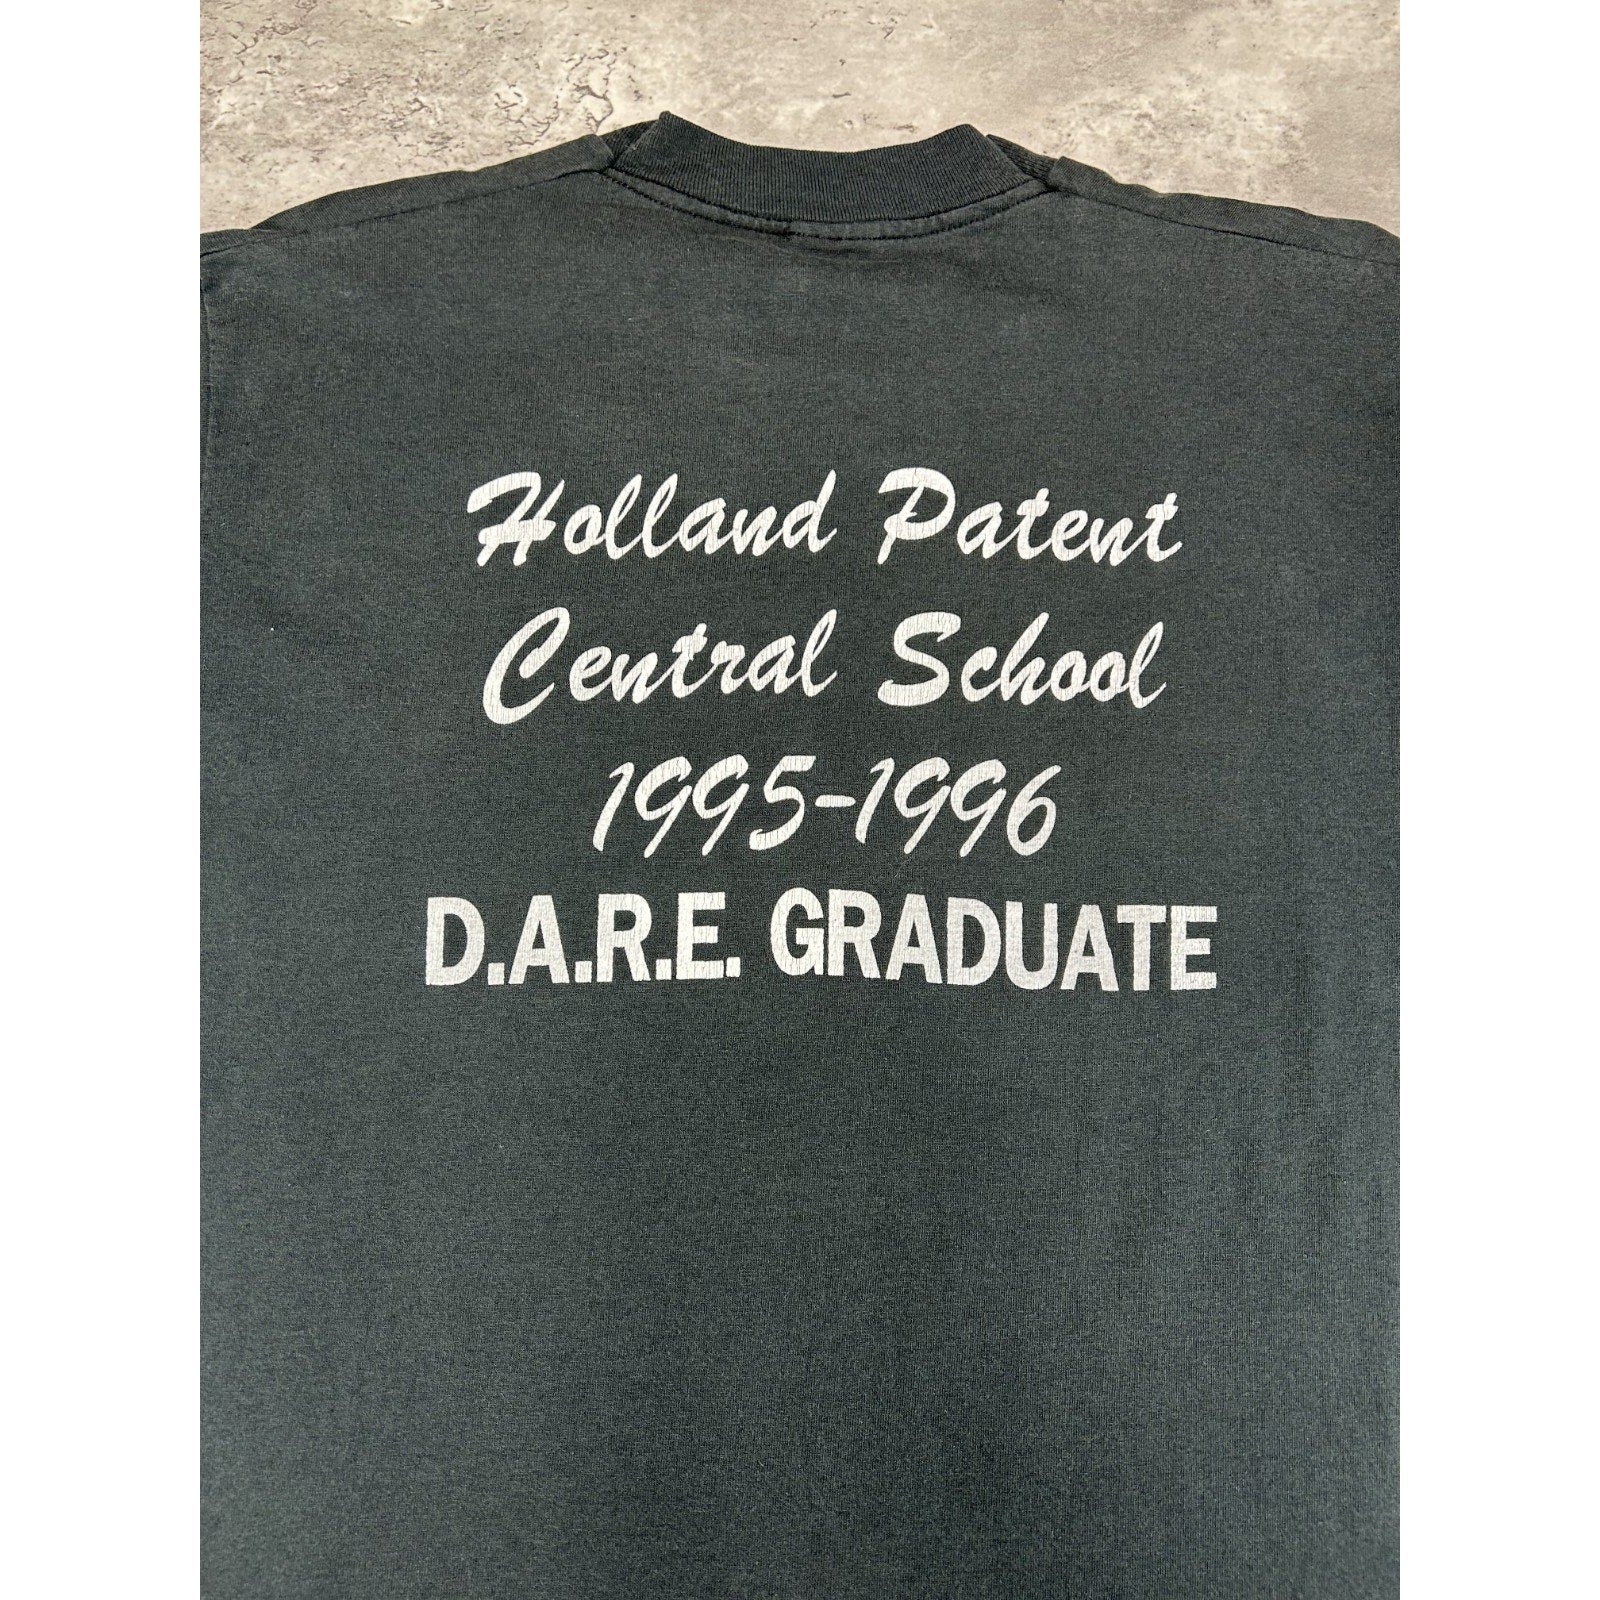 Holland Patent
Central School
1995-1996
D.A.R.E. GRADUATE